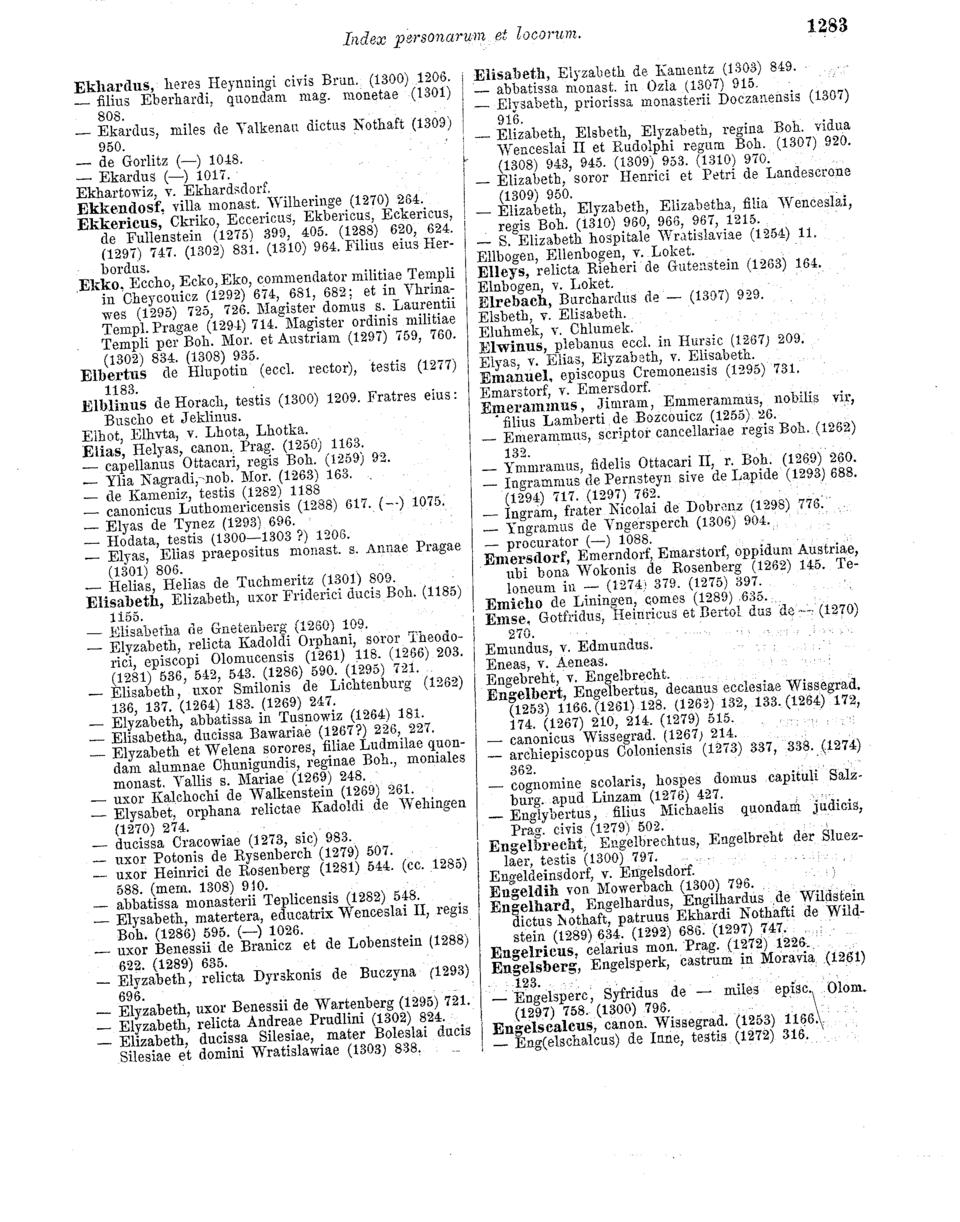 Index personarum et locorum.
1283
Ekhardus, heres Heynningi civis Brun. (1300) 1206.
— filius Eberhardi, quondam mag. monetae (1301)
808.
— Ekardus, miles de Valkenau dictus Nothaft (1309)
950.
— de Gorlitz (—) 1048.
— Ekardus (—) 1017.
Ekhartowiz, v. Ekhardsdorf.
Ekkendosf, villa monast. Wilheringe (1270) 264.
Ekkericus, Ckriko, Eccericus, Ekbericus, Eckericus,
de Fullenstein (1275) 399, 405. (1288) 620, 624.
(1297) 747. (1302) 831. (1310) 964. Filius eius Her-
bordus.
Ekko, Eccho, Ecko, Eko, commendator militiae Templi
in Cheycouicz (1292) 674, 681, 682; et in Vhrina-
wes (1295) 725, 726. Magister domus s. Laurentii
Templ. Pragae (1294) 714. Magister ordinis militiae
Templi per Boh. Mor. et Austriam (1297) 759, 760.
(1302) 834. (1308) 935.
Elbertus de Hlupotin (eccl. rector), testis (1277)
1183.
Elblinus de Horach, testis (1300) 1209. Fratres eius:
Buscho et Jeklinus.
Elhot, Elhvta, v. Lhota, Lhotka.
Elias, Helyas, canon. Prag. (1250) 1163.
— capellanus Ottacari, regis Boh. (1259) 92.
— Ylia Nagradi, nob. Mor. (1263) 163.
— de Kameniz, testis (1282) 1188
— canonicus Luthomericensis (1288) 617. (—) 1075.
— Elyas de Tynez (1293) 696.
— Hodata, testis (1300—1303 ?) 1206.
— Elyas, Elias praepositus monast. s. Annae Pragae
(1301) 806.
— Helias, Helias de Tuchmeritz (1301) 809.
Elisabeth, Elizabeth, uxor Friderici ducis Boh. (1185)
1155.
— Elisabetha de Gnetenberg (1260) 109.
— Elyzabeth, relicta Kadoldi Orphani, soror Theodo-
rici, episcopi Olomucensis (1261) 118. (1266) 203.
(1281) 536, 542, 543. (1286) 590. (1295) 721.
— Elisabeth, uxor Smilonis de Lichtenburg (1262)
136, 137. (1264) 183. (1269) 247.
— Elyzabeth, abbatissa in Tusnowiz (1264) 181.
— Elisabetha, ducissa Bawariae (1267?) 226, 227.
— Elyzabeth et Welena sorores, filiae Ludmilae quon-
dam alumnae Chunigundis, reginae Boh., moniales
monast. Vallis s. Mariae (1269) 248.
— uxor Kalchochi de Walkenstein (1269) 261.
— Elysabet, orphana relictae Kadoldi de Wehingen
(1270) 274.
— ducissa Cracowiae (1273, sic) 983.
— uxor Potonis de Rysenberch (1279) 507.
— uxor Heinrici de Rosenberg (1281) 544. (cc. 1285)
588. (mem. 1308) 910.
— abbatissa monasterii Teplicensis (1282) 548.
— Elysabeth, matertera, educatrix Wenceslai II, regis
Boh. (1286) 595. (—) 1026.
— uxor Benessii de Branicz et de Lobenstein (1288)
622. (1289) 635.
— Elyzabeth, relicta Dyrskonis de Buczyna (1293)
696.
— Elyzabeth, uxor Benessii de Wartenberg (1295) 721.
— Elyzabeth, relicta Andreae Prudlini (1302) 824.
— Elizabeth, ducissa Silesiae, mater Boleslai ducis
Silesiae et domini Wratislawiae (1303) 838.
Elisabeth, Elyzabeth de Kamentz (1303) 849.
— abbatissa monast. in Ozla (1307) 915.
— Elysabeth, priorissa monasterii Doczanensis (1307)
916.
— Elizabeth, Elsbeth, Elyzabeth, regina Boh. vidua
Wenceslai II et Rudolphi regum Boh. (1307) 920.
(1308) 943, 945. (1309) 953. (1310) 970.
— Elizabeth, soror Henrici et Petri de Landescrone
(1309) 950.
— Elizabeth, Elyzabeth, Elizabetha, filia Wenceslai,
regis Boh. (1310) 960, 966, 967, 1215.
— S. Elizabeth hospitale Wratislaviae (1254) 11.
Ellbogen, Ellenbogen, v. Loket.
Elleys, relicta Rieheri de Gutenstein (1263) 164.
Elnbogen, v. Loket.
Elrebach, Burchardus de — (1307) 929.
Elsbeth, v. Elisabeth.
Eluhmek, v. Chlumek.
Elwinus, plebanus eccl. in Hursic (1267) 209.
Elyas, v. Elias, Elyzabeth, v. Elisabeth.
Emanuel, episcopus Cremonensis (1295) 731.
Emarstorf, v. Emersdorf.
Emerammus, Jimram, Emmerammus, nobilis vir,
filius Lamberti de Bozcouicz (1255) 26.
— Emerammus, scriptor cancellariae regis Boh. (1262)
132.
— Ymmramus, fidelis Ottacari II, r. Boh. (1269) 260.
— Ingrammus de Pernsteyn sive de Lapide (1293) 688.
(1294) 717. (1297) 762.
— Ingram, frater Nicolai de Dobranz (1298) 776.
— Yngramus de Vngersperch (1306) 904.
— procurator (—) 1088.
Emersdorf, Emerndorf, Emarstorf, oppidum Austriae,
ubi bona Wokonis de Rosenberg (1262) 145. Te-
loneum in — (1274) 379. (1275) 397.
Emicho de Liningen, comes (1289) 635.
Emse, Gotfridus, Heinricus et Bertol dus de — (1270)
270.
Emundus, v. Edmundus.
Eneas, v. Aeneas.
Engebreht, v. Engelbrecht.
Engelbert, Engelbertus, decanus ecclesiae Wissegrad.
(1253) 1166. (1261) 128. (1262) 132, 133. (1264) 172,
174. (1267) 210, 214. (1279) 515.
— canonicus Wissegrad. (1267) 214.
— archiepiscopus Coloniensis (1273) 337, 338. (1274)
362.
— cognomine scolaris, hospes domus capituli Salz-
burg. apud Linzam (1276) 427.
— Englybertus, filius Michaelis quondam judicis,
Prag. civis (1279) 502.
Engelbrecht, Engelbrechtus, Engelbreht der Sluez-
laer, testis (1300) 797.
Engeldeinsdorf, v. Engelsdorf.
Engeldih von Mowerbach (1300) 796.
Engelhard, Engelhardus, Engilhardus de Wildstein
dictus Nothaft, patruus Ekhardi Nothafti de Wild-
stein (1289) 634. (1292) 686. (1297) 747.
Engelricus, celarius mon. Prag. (1272) 1226.
Engelsberg, Engelsperk, castrum in Moravia (1261)
123.
— Engelsperc, Syfridus de — miles episc. Olom.
(1297) 758. (1300) 796.
Engelscalcus, canon. Wissegrad. (1253) 1166.
— Eng(elschalcus) de Inne, testis (1272) 316.